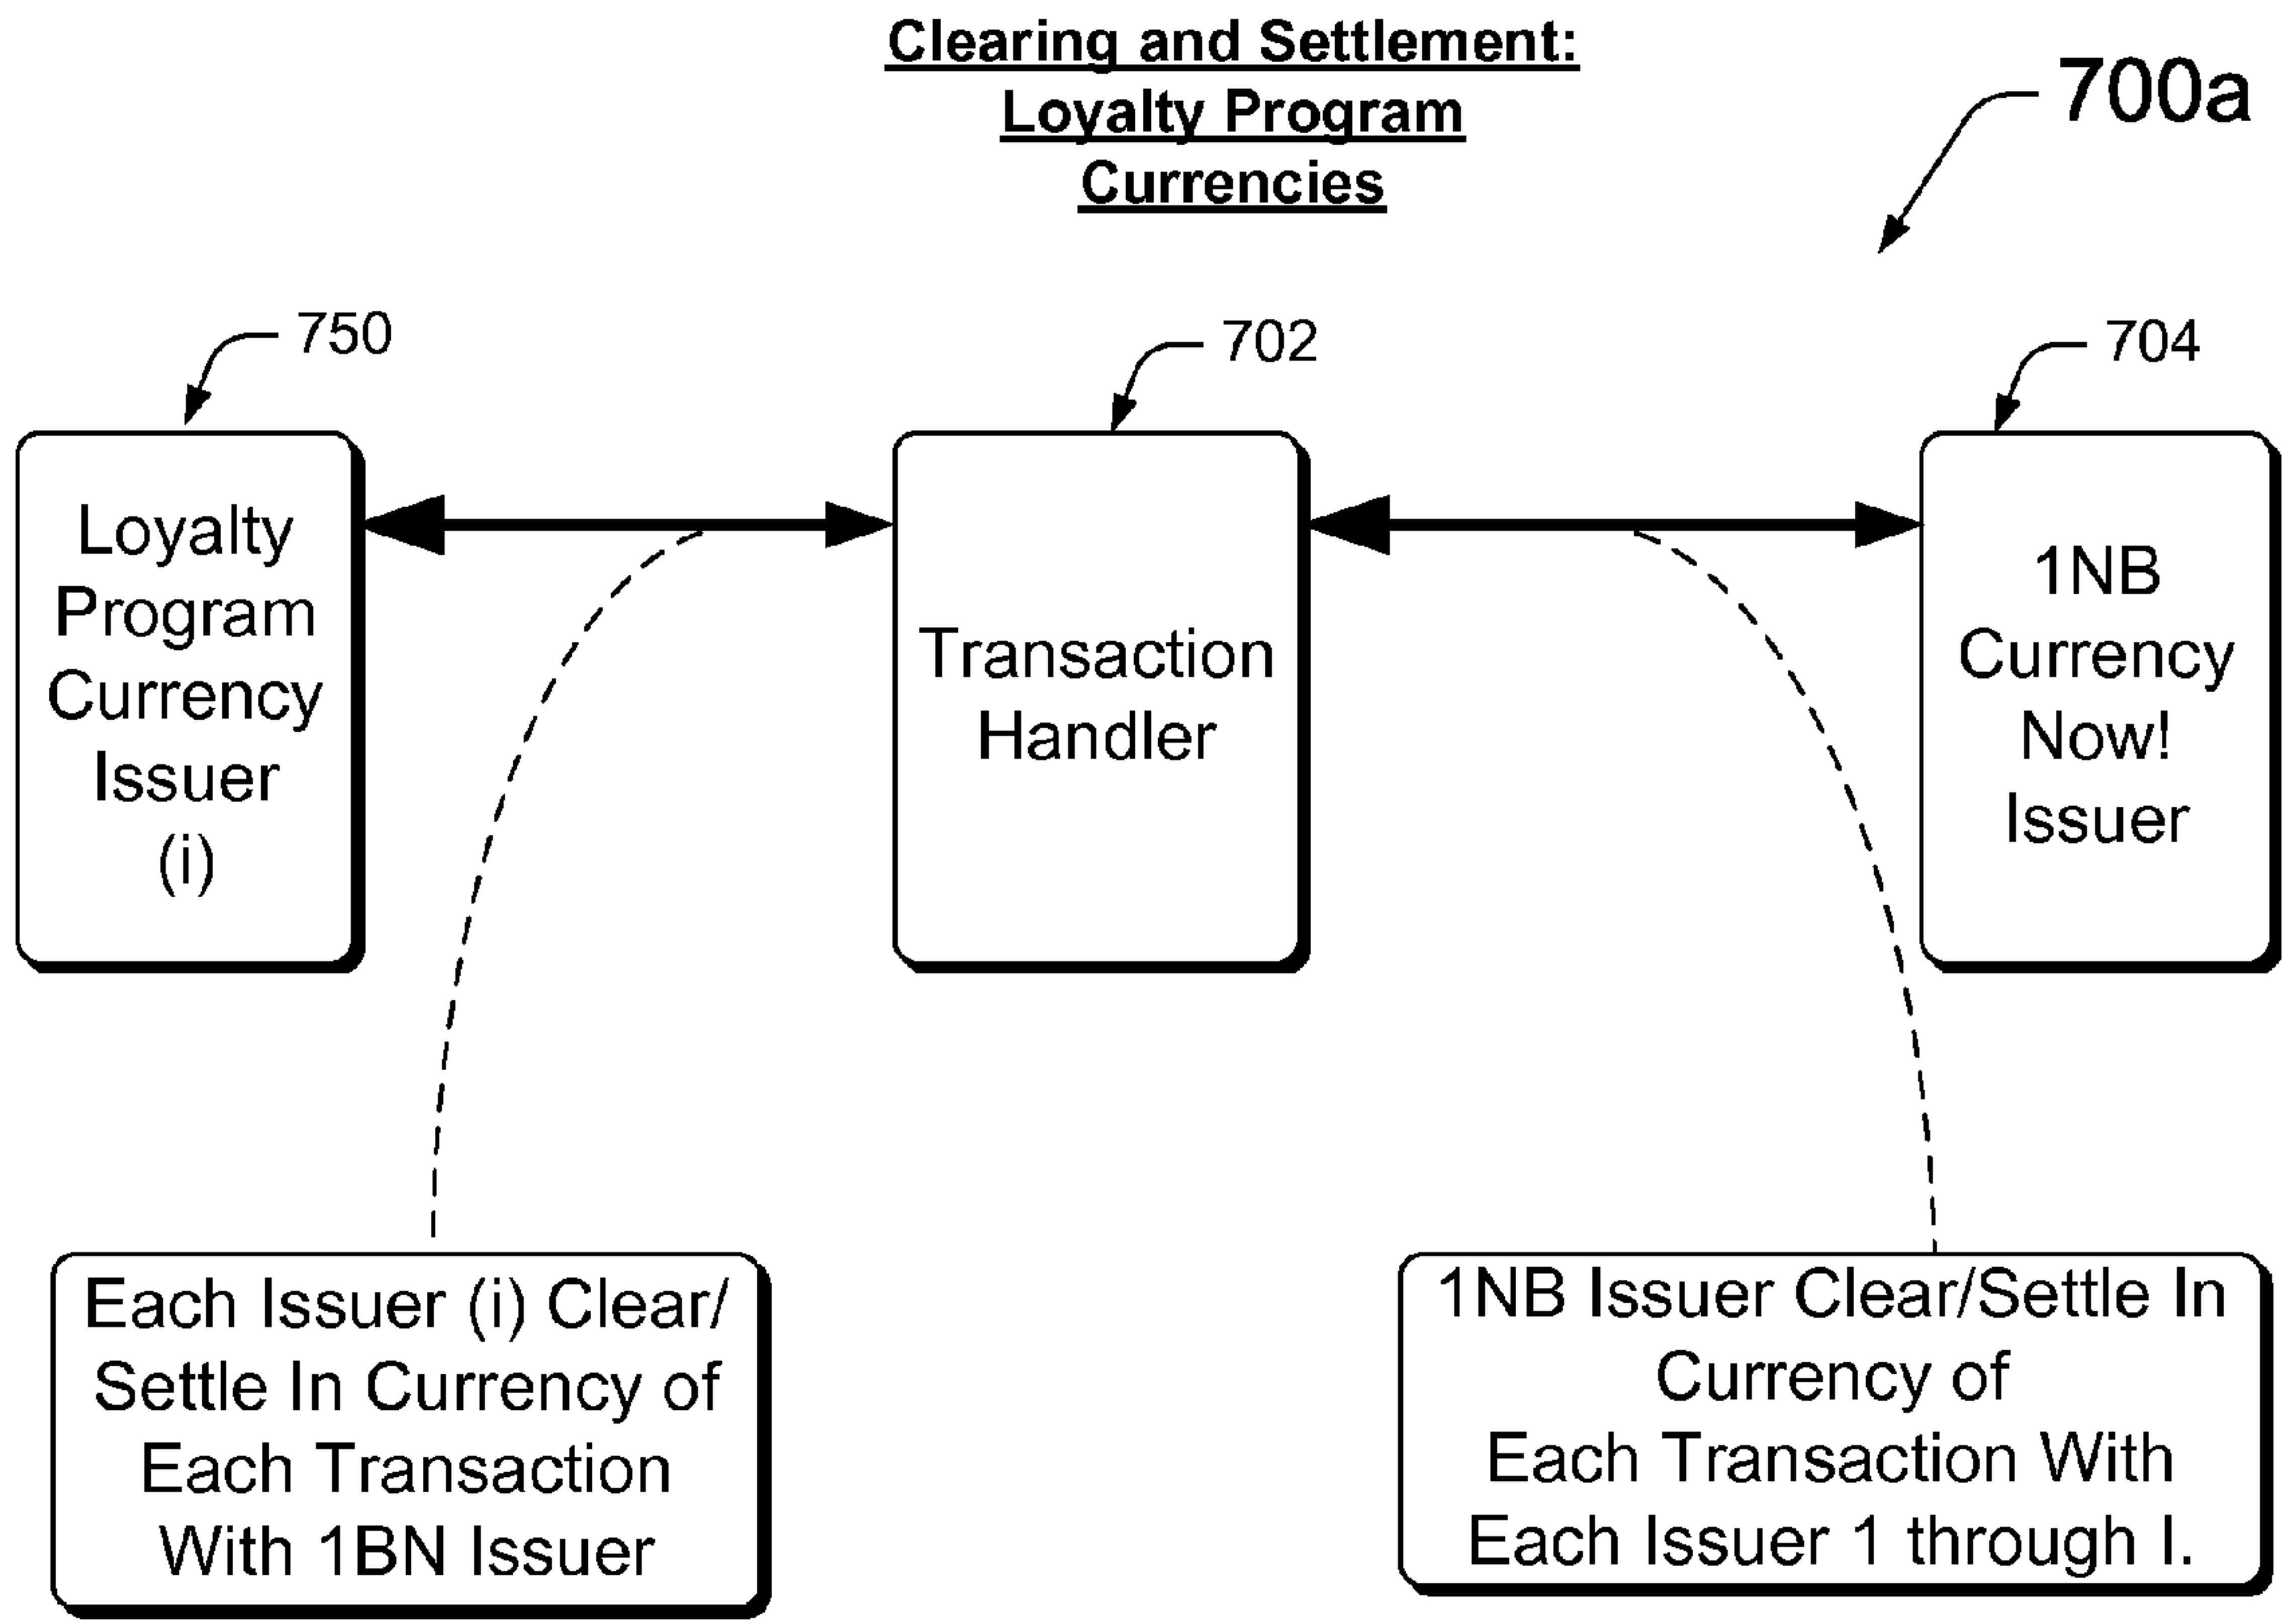 Clearing and Settlement:
Loyalty Program
Currencies
700a
750
702
704
Loyalty
Program
Currency
Issuer
(i)
Transaction
Handler
1NB
Currency
Now!
Issuer
Each Issuer (i) Clear/
Settle In Currency of
Each Transaction
With 1BN Issuer
1NB Issuer Clear/Settle In
Currency of
Each Transaction With
Each Issuer 1 through I.